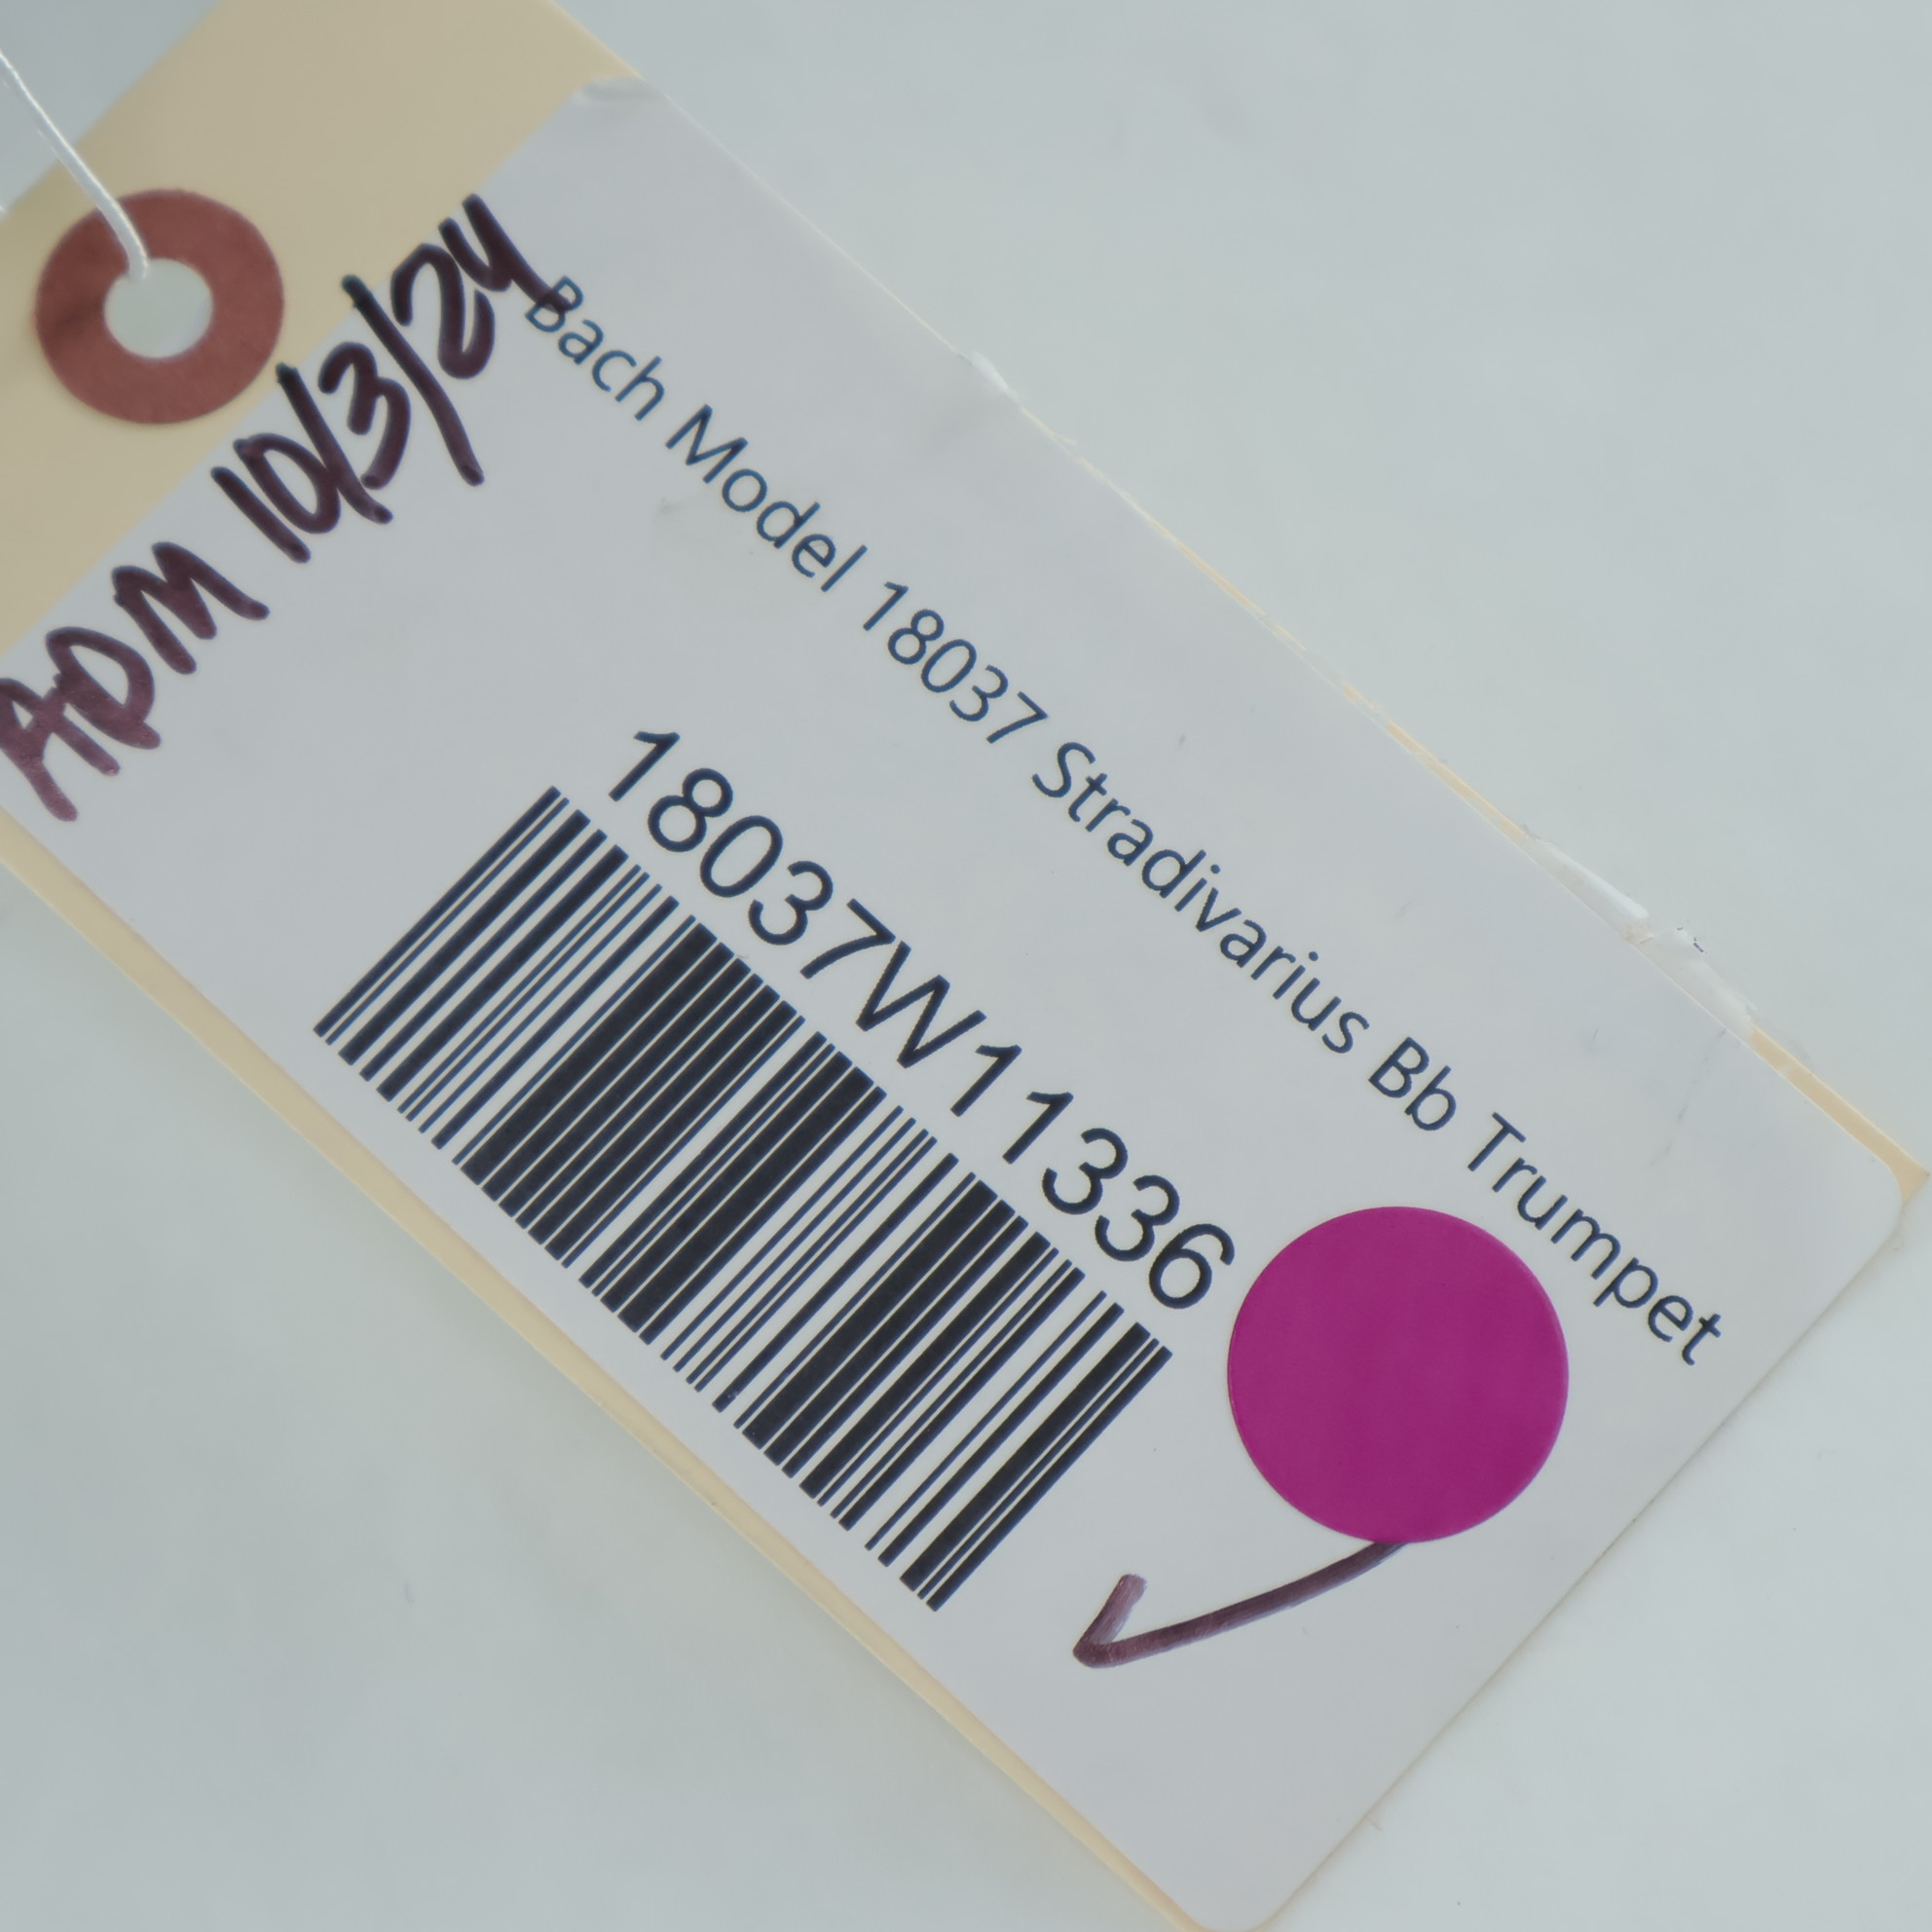 ADM 10/3/24
Bach Model 18037 Stradivarius Bb Trumpet
18037W11336